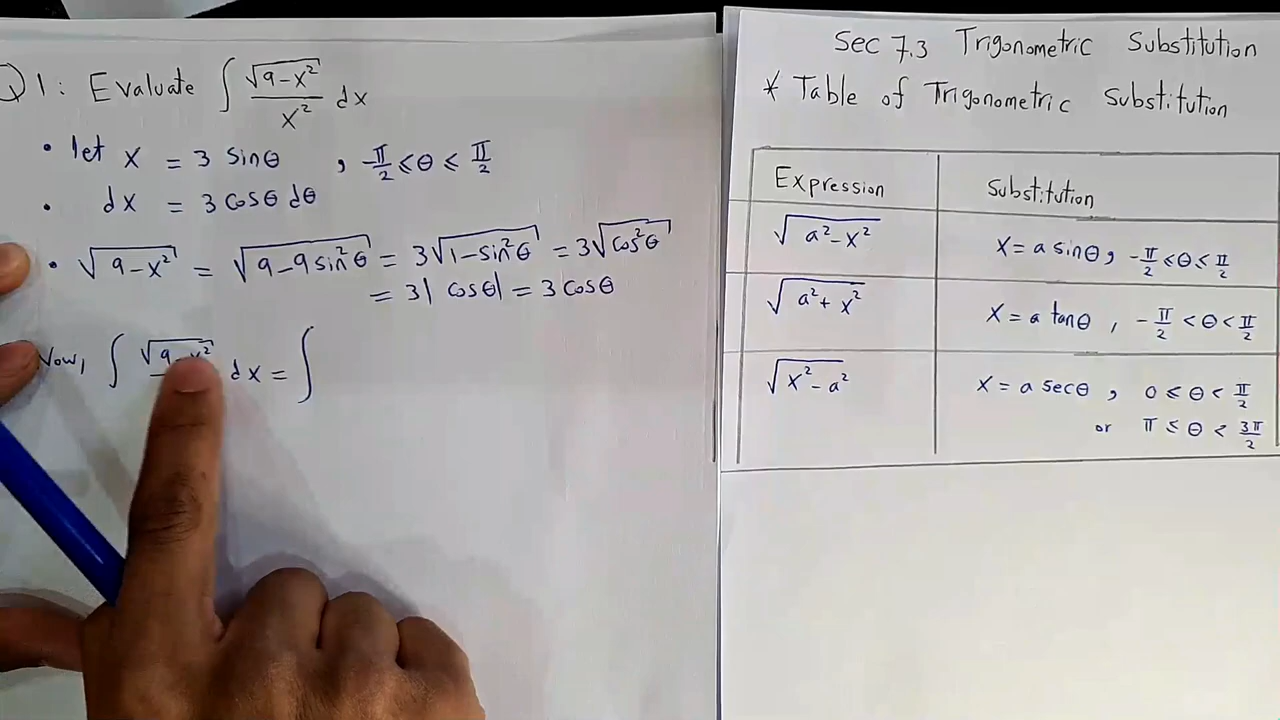 Q1: Evaluate ∫ √(9-x²)/x² dx
• let x = 3 sinθ , -π/2 ≤ θ ≤ π/2
• dx = 3 cosθ dθ
• √(9-x²) = √(9-9sin²θ) = 3√(1-sin²θ) = 3√(cos²θ)
= 3|cosθ| = 3 cosθ
Now, ∫ √(9-x²) dx = ∫
Sec 7.3 Trigonometric Substitution
* Table of Trigonometric Substitution
Expression Substitution
√(a²-x²) x = a sinθ, -π/2 ≤ θ ≤ π/2
√(a²+x²) x = a tanθ, -π/2 < θ < π/2
√(x²-a²) x = a secθ, 0 ≤ θ < π/2
or π ≤ θ < 3π/2